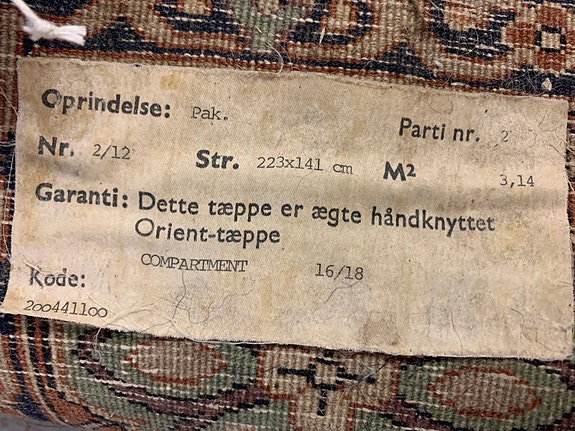 Oprindelse: Pak. Parti nr. 2
Nr. 2/12 Str. 223x141 cm M² 3,14
Garanti: Dette tæppe er ægte håndknyttet
Orient-tæppe
COMPARTMENT 16/18
Kode:
200441100